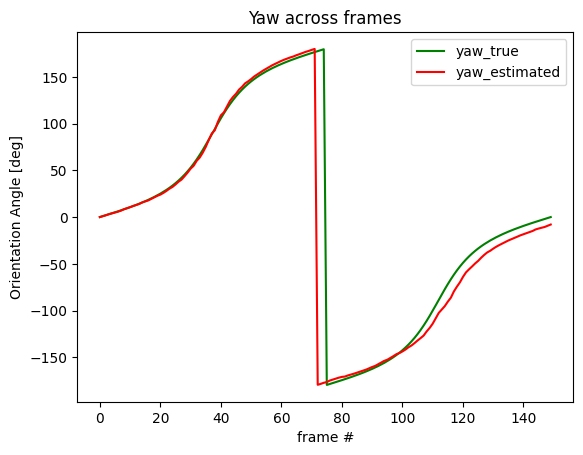 Yaw across frames
yaw_true
yaw_estimated
Orientation Angle [deg]
150
100
50
0
−50
−100
−150
0 20 40 60 80 100 120 140
frame #